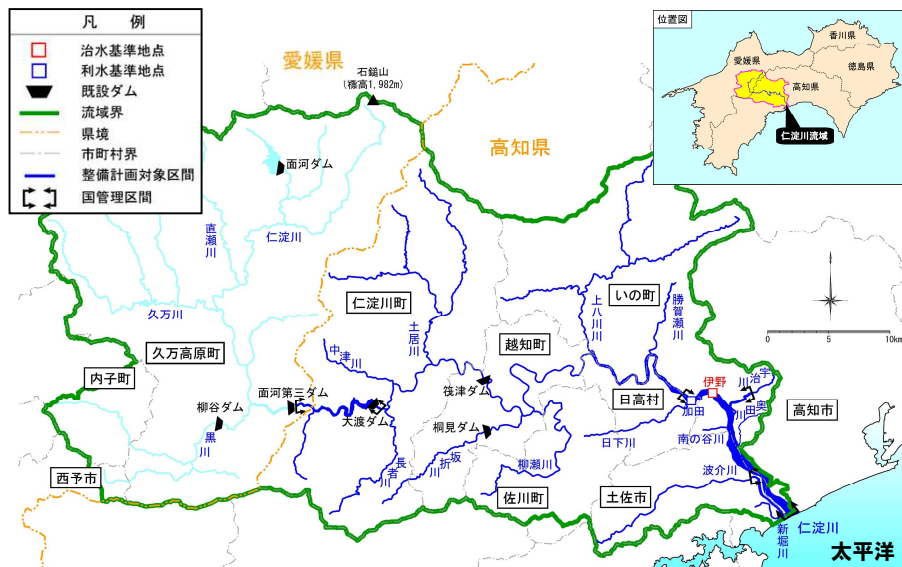 凡 例
治水基準地点
利水基準地点
既設ダム
流域界
県境
市町村界
整備計画対象区間
国管理区間
愛媛県
石鎚山
(標高1,982m)
高知県
位置図
香川県
愛媛県
徳島県
高知県
仁淀川流域
面河ダム
直瀬川
仁淀川
久万川
久万高原町
内子町
柳谷ダム
黒川
西予市
面河第三ダム
大渡ダム
仁淀川町
中津川
土居川
長者川
越知町
筏津ダム
桐見ダム
坂折川
柳瀬川
佐川町
上八川川
いの町
勝賀瀬川
日高村
加田
伊野
宇治川
奥田川
高知市
日下川
南の谷川
波介川
土佐市
新堀川
仁淀川
太平洋
0
10km